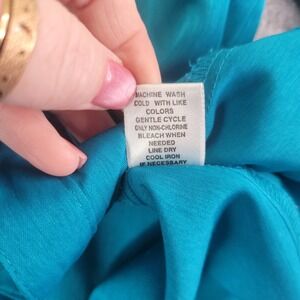 MACHINE WASH
COLD WITH LIKE
COLORS
GENTLE CYCLE
ONLY NON-CHLORINE
BLEACH WHEN
NEEDED
LINE DRY
COOL IRON
IF NECESSARY